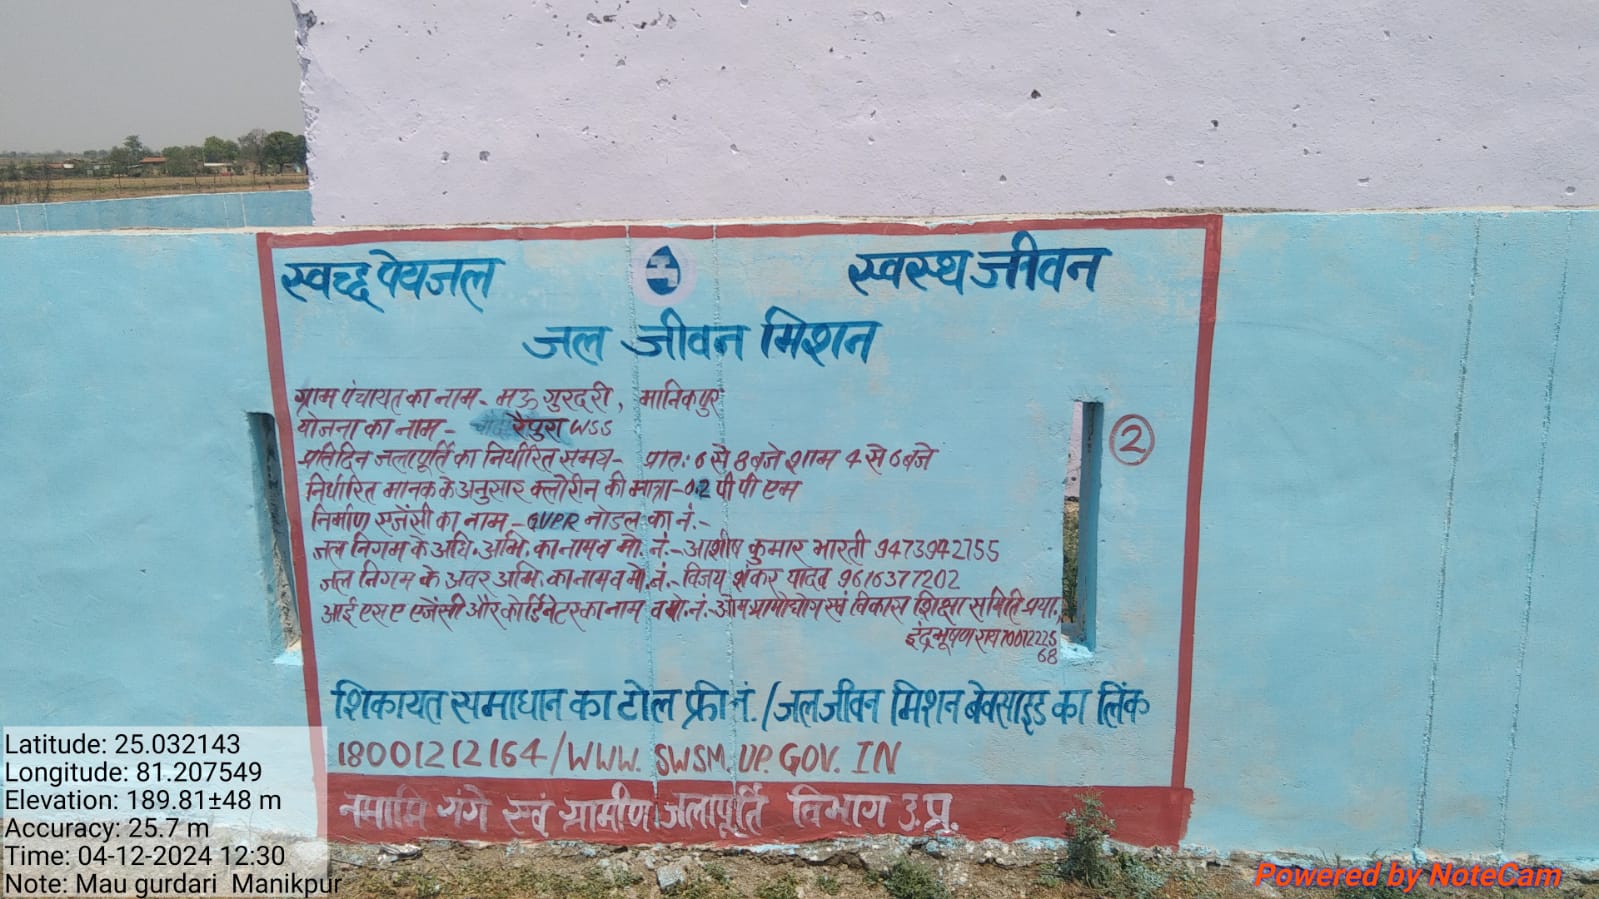 स्वच्छ पेयजल स्वस्थ जीवन
जल जीवन मिशन
ग्राम पंचायत का नाम - मऊ गुरदरी, मानिकपुर
योजना का नाम - रैपुरा WSS
प्रतिदिन जलापूर्ति का निर्धारित समय - प्रात: 6 से 8 बजे शाम 4 से 6 बजे
निर्धारित मानक के अनुसार क्लोरीन की मात्रा - 0.2 पी पी एम
निर्माण एजेंसी का नाम - GVPR नोडल का नं. -
जल निगम के अधि. अभि. का नाम व मो. नं. - आशीष कुमार भारती 9473942755
जल निगम के अवर अभि. का नाम व मो. नं. - विजय शंकर यादव 9616377202
आई एस ए एजेंसी और कोर्डिनेटर का नाम व मो. नं. - ओम ग्रामोद्योग एवं विकास शिक्षा समिति प्रया.
इंद्रभूषण राय 70072225
68
2
शिकायत समाधान का टोल फ्री नं. / जल जीवन मिशन बेवसाइड का लिंक
18001212164/WWW. SWSM. UP. GOV. IN
नमामि गंगे एवं ग्रामीण जलापूर्ति विभाग उ.प्र.
Latitude: 25.032143
Longitude: 81.207549
Elevation: 189.81±48 m
Accuracy: 25.7 m
Time: 04-12-2024 12:30
Note: Mau gurdari Manikpur
Powered by NoteCam